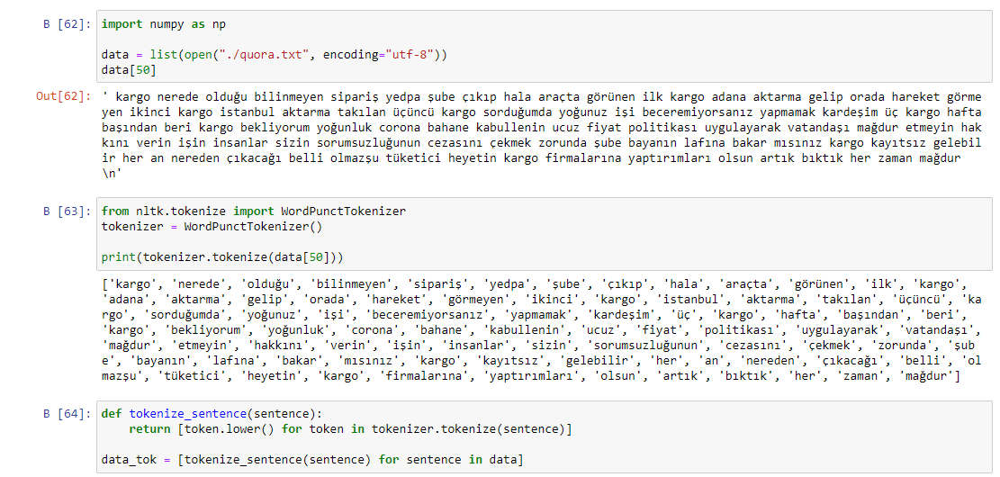 B [62]: import numpy as np
data = list(open("./quora.txt", encoding="utf-8"))
data[50]
Out[62]: ' kargo nerede olduğu bilinmeyen sipariş yedpa şube çıkıp hala araçta görünen ilk kargo adana aktarma gelip orada hareket görme
yen ikinci kargo istanbul aktarma takılan üçüncü kargo sorduğumda yoğunuz işi beceremiyorsanız yapmamak kardeşim üç kargo hafta
başından beri kargo bekliyorum yoğunluk corona bahane kabullenin ucuz fiyat politikası uygulayarak vatandaşı mağdur etmeyin hak
kını verin işin insanlar sizin sorumsuzluğunun cezasını çekmek zorunda şube bayanın lafına bakar mısınız kargo kayıtsız gelebil
ir her an nereden çıkacağı belli olmazşu tüketici heyetin kargo firmalarına yaptırımları olsun artık bıktık her zaman mağdur
\n'
B [63]: from nltk.tokenize import WordPunctTokenizer
tokenizer = WordPunctTokenizer()
print(tokenizer.tokenize(data[50]))
['kargo', 'nerede', 'olduğu', 'bilinmeyen', 'sipariş', 'yedpa', 'şube', 'çıkıp', 'hala', 'araçta', 'görünen', 'ilk', 'kargo',
'adana', 'aktarma', 'gelip', 'orada', 'hareket', 'görmeyen', 'ikinci', 'kargo', 'istanbul', 'aktarma', 'takılan', 'üçüncü', 'ka
rgo', 'sorduğumda', 'yoğunuz', 'işi', 'beceremiyorsanız', 'yapmamak', 'kardeşim', 'üç', 'kargo', 'hafta', 'başından', 'beri',
'kargo', 'bekliyorum', 'yoğunluk', 'corona', 'bahane', 'kabullenin', 'ucuz', 'fiyat', 'politikası', 'uygulayarak', 'vatandaşı',
'mağdur', 'etmeyin', 'hakkını', 'verin', 'işin', 'insanlar', 'sizin', 'sorumsuzluğunun', 'cezasını', 'çekmek', 'zorunda', 'şub
e', 'bayanın', 'lafına', 'bakar', 'mısınız', 'kargo', 'kayıtsız', 'gelebilir', 'her', 'an', 'nereden', 'çıkacağı', 'belli', 'ol
mazşu', 'tüketici', 'heyetin', 'kargo', 'firmalarına', 'yaptırımları', 'olsun', 'artık', 'bıktık', 'her', 'zaman', 'mağdur']
B [64]: def tokenize_sentence(sentence):
return [token.lower() for token in tokenizer.tokenize(sentence)]
data_tok = [tokenize_sentence(sentence) for sentence in data]